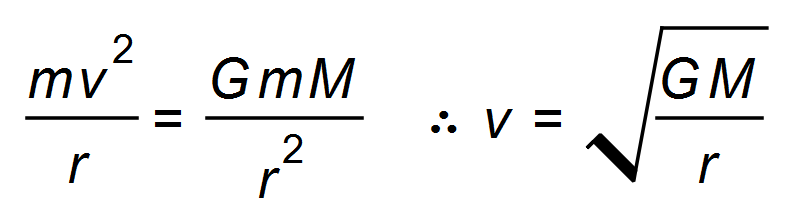 mv²/r = GmM/r² ∴ v = √(GM/r)